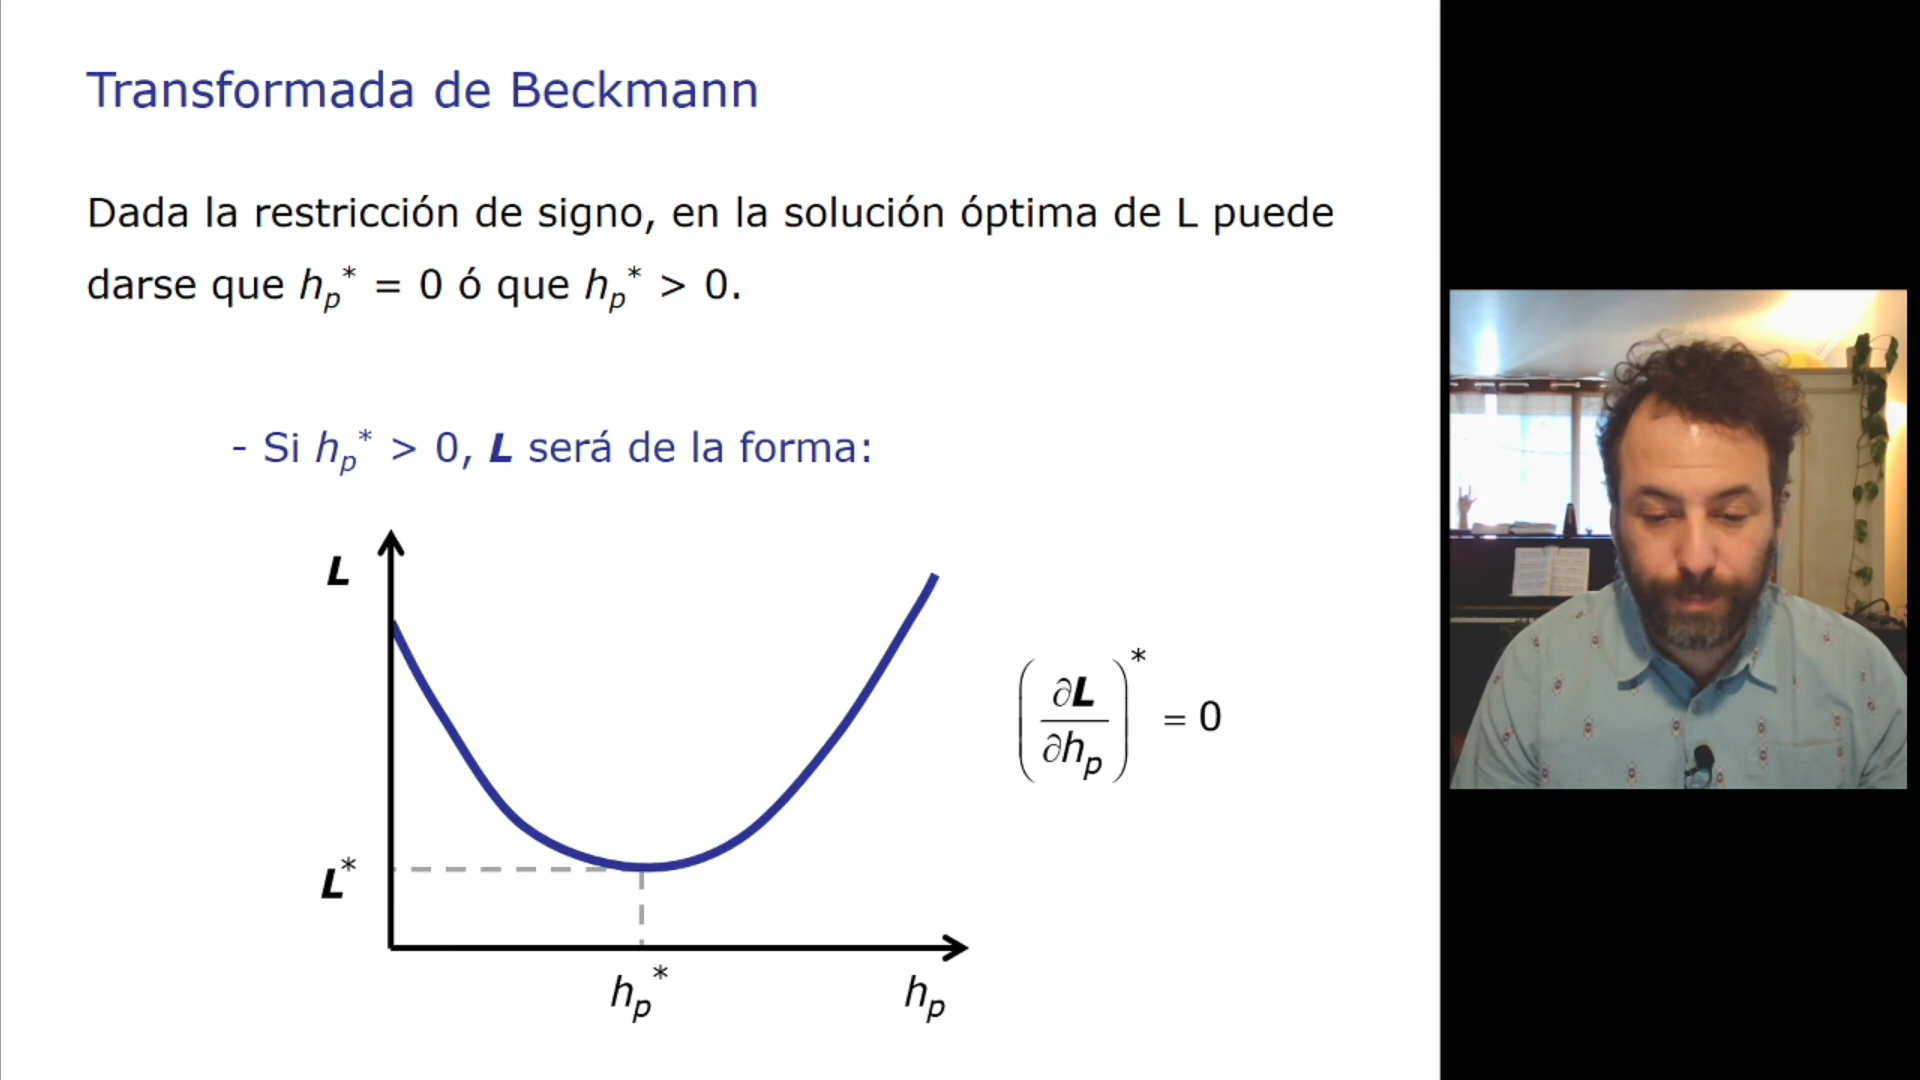 Transformada de Beckmann
Dada la restricción de signo, en la solución óptima de L puede
darse que hₚ* = 0 ó que hₚ* > 0.
- Si hₚ* > 0, L será de la forma:
L
(∂L/∂hₚ)* = 0
L*
hₚ* hₚ